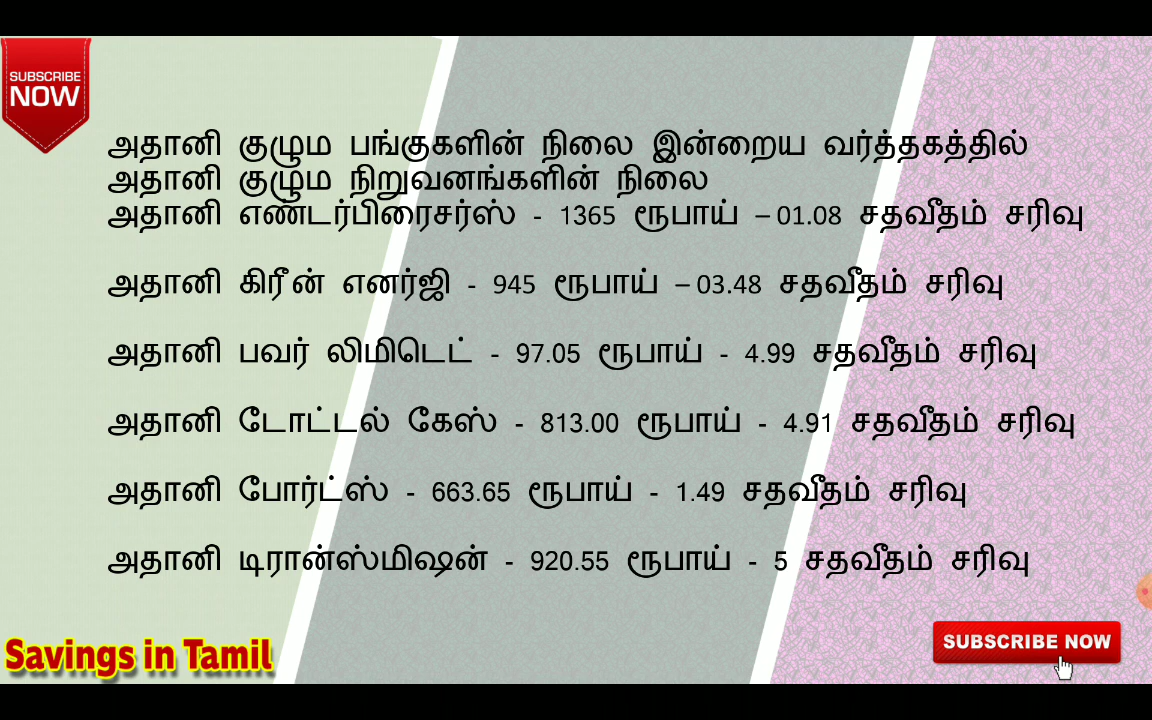 SUBSCRIBE
NOW
அதானி குழும பங்குகளின் நிலை இன்றைய வர்த்தகத்தில்
அதானி குழும நிறுவனங்களின் நிலை
அதானி எண்டர்பிரைசர்ஸ் - 1365 ரூபாய் – 01.08 சதவீதம் சரிவு
அதானி கிரீன் எனர்ஜி - 945 ரூபாய் – 03.48 சதவீதம் சரிவு
அதானி பவர் லிமிடெட் - 97.05 ரூபாய் - 4.99 சதவீதம் சரிவு
அதானி டோட்டல் கேஸ் - 813.00 ரூபாய் - 4.91 சதவீதம் சரிவு
அதானி போர்ட்ஸ் - 663.65 ரூபாய் - 1.49 சதவீதம் சரிவு
அதானி டிரான்ஸ்மிஷன் - 920.55 ரூபாய் - 5 சதவீதம் சரிவு
Savings in Tamil
SUBSCRIBE NOW